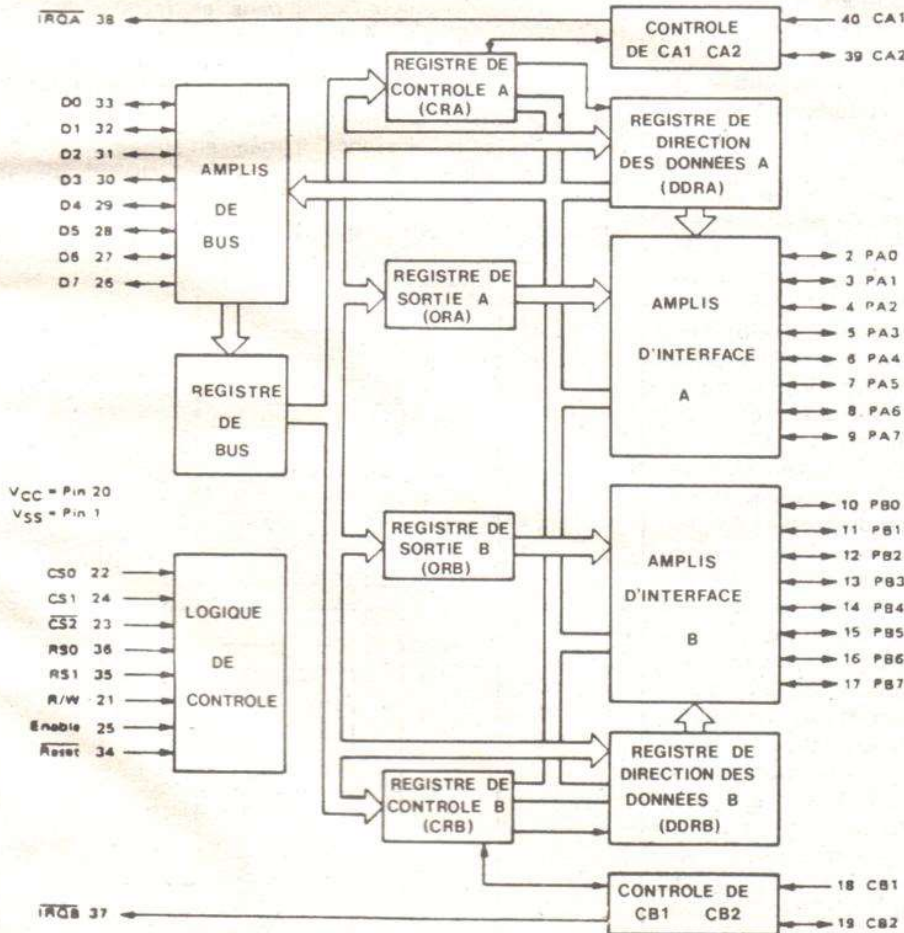 IRQA 38
CONTROLE
DE CA1 CA2
40 CA1
39 CA2
REGISTRE DE
CONTROLE A
(CRA)
REGISTRE DE
DIRECTION
DES DONNÉES A
(DDRA)
D0 33
D1 32
D2 31
D3 30
D4 29
D5 28
D6 27
D7 26
AMPLIS
DE
BUS
REGISTRE DE
SORTIE A
(ORA)
AMPLIS
D'INTERFACE
A
2 PA0
3 PA1
4 PA2
5 PA3
6 PA4
7 PA5
8. PA6
9 PA7
REGISTRE
DE
BUS
VCC = Pin 20
VSS = Pin 1
REGISTRE DE
SORTIE B
(ORB)
AMPLIS
D'INTERFACE
B
10 PB0
11 PB1
12 PB2
13 PB3
14 PB4
15 PB5
16 PB6
17 PB7
CS0 22
CS1 24
CS2 23
RS0 36
RS1 35
R/W 21
Enable 25
Reset 34
LOGIQUE
DE
CONTROLE
REGISTRE DE
CONTROLE B
(CRB)
REGISTRE DE
DIRECTION DES
DONNÉES B
(DDRB)
IRQB 37
CONTROLE DE
CB1 CB2
18 CB1
19 CB2